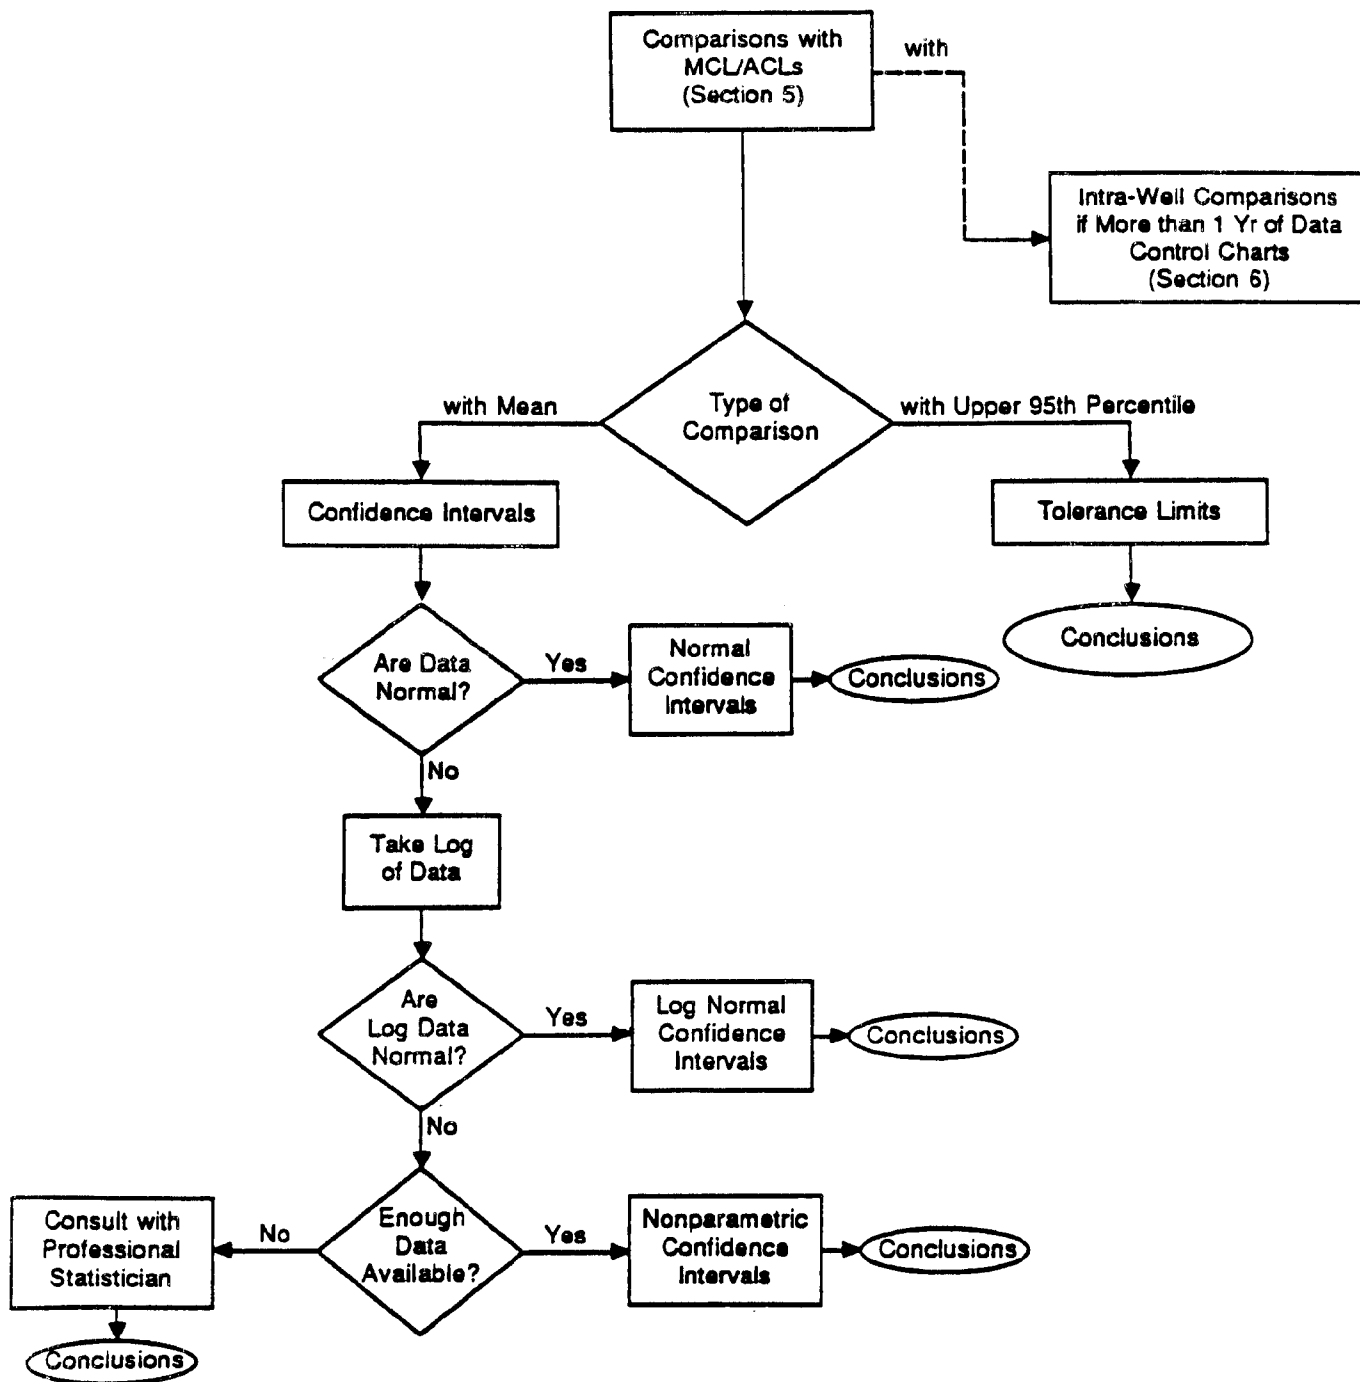 Comparisons with
MCL/ACLs
(Section 5)
with
Intra-Well Comparisons
if More than 1 Yr of Data
Control Charts
(Section 6)
Type of
Comparison
with Mean
with Upper 95th Percentile
Confidence Intervals
Tolerance Limits
Conclusions
Are Data
Normal?
Yes
Normal
Confidence
Intervals
Conclusions
No
Take Log
of Data
Are
Log Data
Normal?
Yes
Log Normal
Confidence
Intervals
Conclusions
No
Enough
Data
Available?
Yes
Nonparametric
Confidence
Intervals
Conclusions
No
Consult with
Professional
Statistician
Conclusions